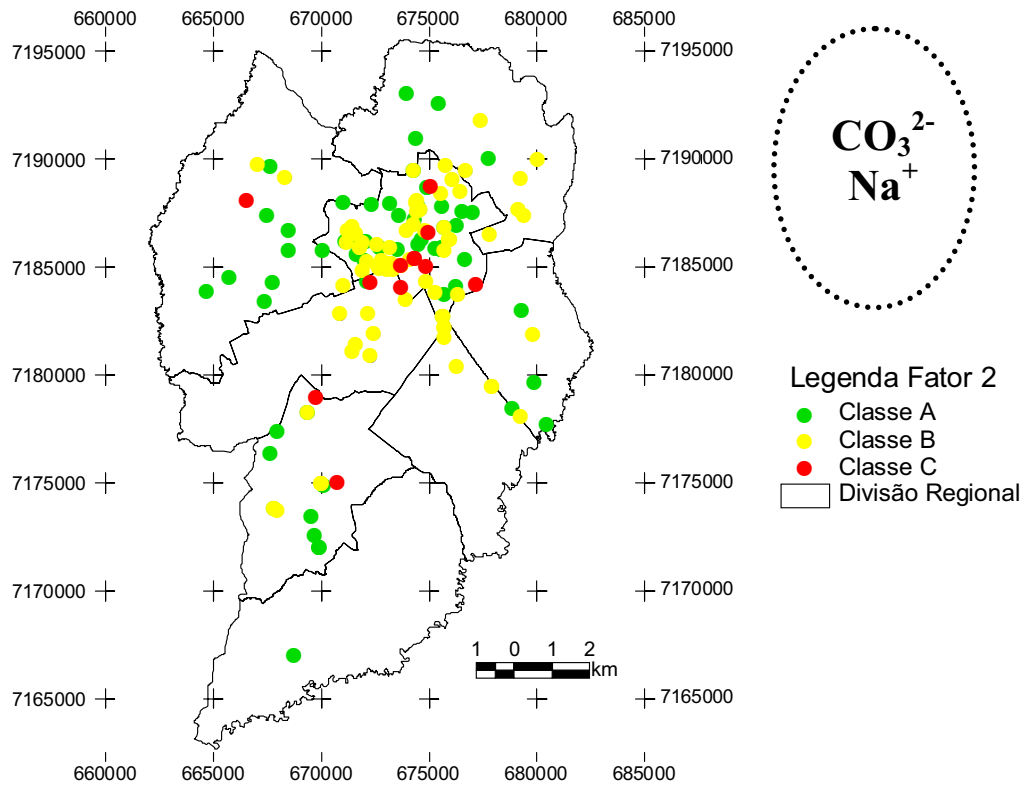 660000 665000 670000 675000 680000 685000
7195000 7195000
7190000 7190000
7185000 7185000
7180000 7180000
7175000 7175000
7170000 7170000
7165000 7165000
1 0 1 2
km
660000 665000 670000 675000 680000 685000
CO₃²⁻
Na⁺
Legenda Fator 2
Classe A
Classe B
Classe C
Divisão Regional